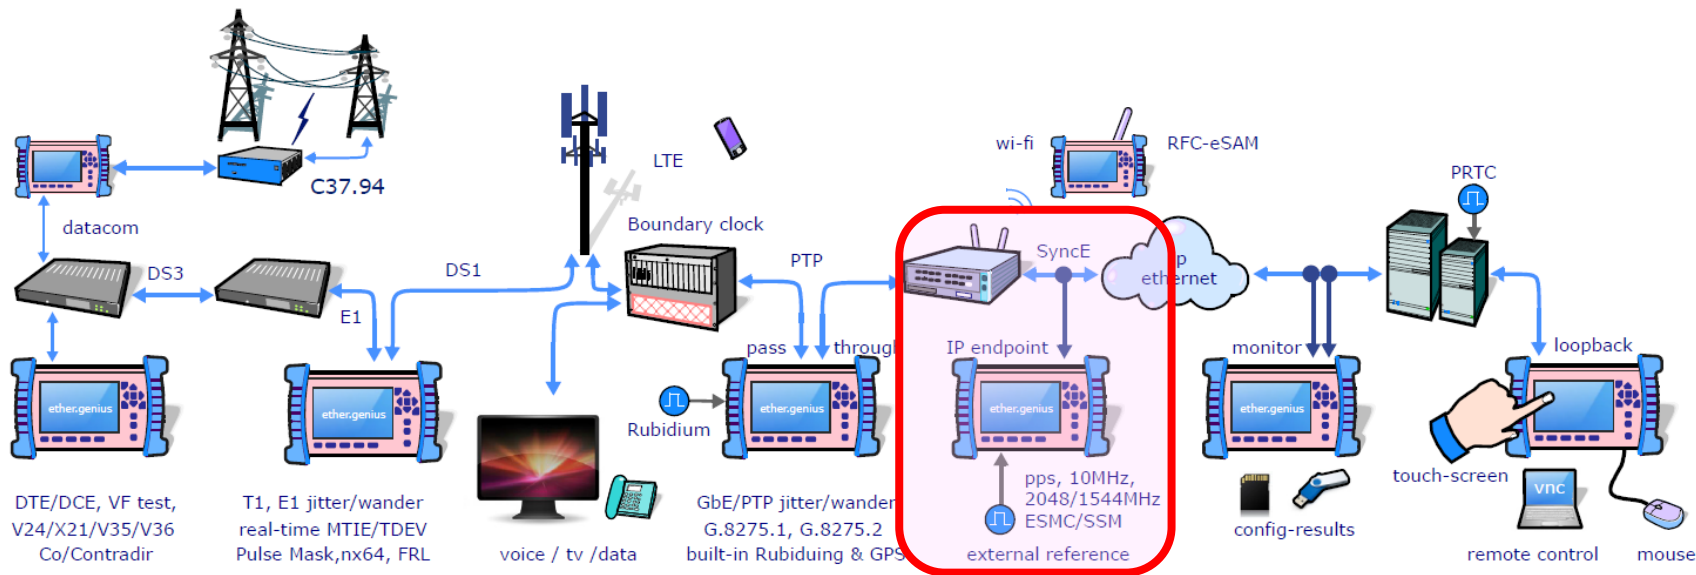 wi-fi
RFC-eSAM
LTE
PRTC
C37.94
datacom
Boundary clock
SyncE
DS3
DS1
PTP
p
ethernet
E1
pass
through
IP endpoint
monitor
loopback
ether.genius
ether.genius
ether.genius
ether.genius
ether.genius
Rubidium
touch-screen
DTE/DCE, VF test,
V24/X21/V35/V36
Co/Contradir
T1, E1 jitter/wander
real-time MTIE/TDEV
Pulse Mask,nx64, FRL
voice / tv /data
GbE/PTP jitter/wander
G.8275.1, G.8275.2
built-in Rubiduing & GPS
pps, 10MHz,
2048/1544MHz
ESMC/SSM
external reference
config-results
vnc
remote control
mouse